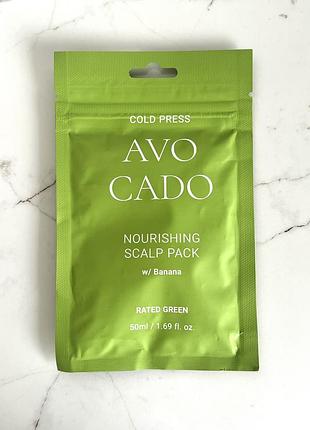 COLD PRESS
AVO
CADO
NOURISHING
SCALP PACK
w/ Banana
RATED GREEN
50ml / 1.69 fl. oz.